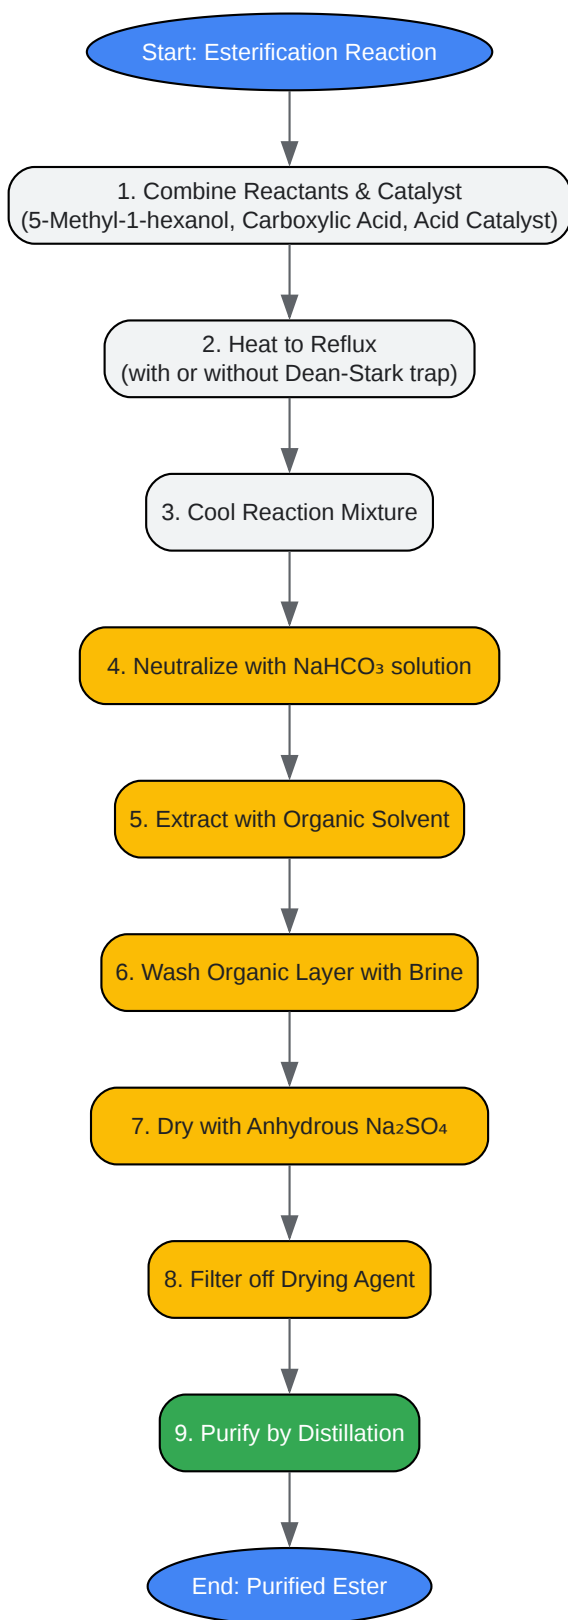 Start: Esterification Reaction
1. Combine Reactants & Catalyst
(5-Methyl-1-hexanol, Carboxylic Acid, Acid Catalyst)
2. Heat to Reflux
(with or without Dean-Stark trap)
3. Cool Reaction Mixture
4. Neutralize with NaHCO₃ solution
5. Extract with Organic Solvent
6. Wash Organic Layer with Brine
7. Dry with Anhydrous Na₂SO₄
8. Filter off Drying Agent
9. Purify by Distillation
End: Purified Ester